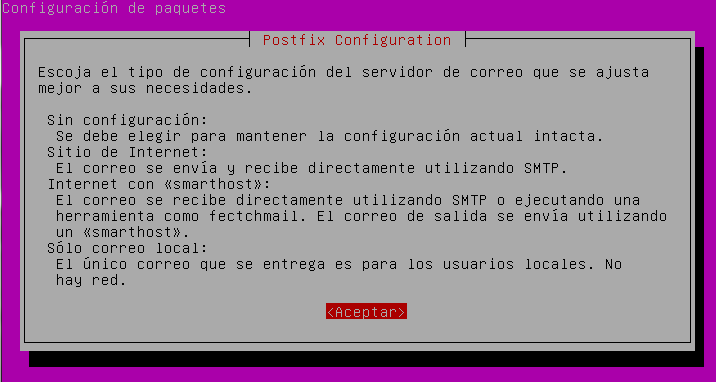 Configuración de paquetes
Postfix Configuration
Escoja el tipo de configuración del servidor de correo que se ajusta
mejor a sus necesidades.
Sin configuración:
Se debe elegir para mantener la configuración actual intacta.
Sitio de Internet:
El correo se envía y recibe directamente utilizando SMTP.
Internet con «smarthost»:
El correo se recibe directamente utilizando SMTP o ejecutando una
herramienta como fectchmail. El correo de salida se envía utilizando
un «smarthost».
Sólo correo local:
El único correo que se entrega es para los usuarios locales. No
hay red.
<Aceptar>